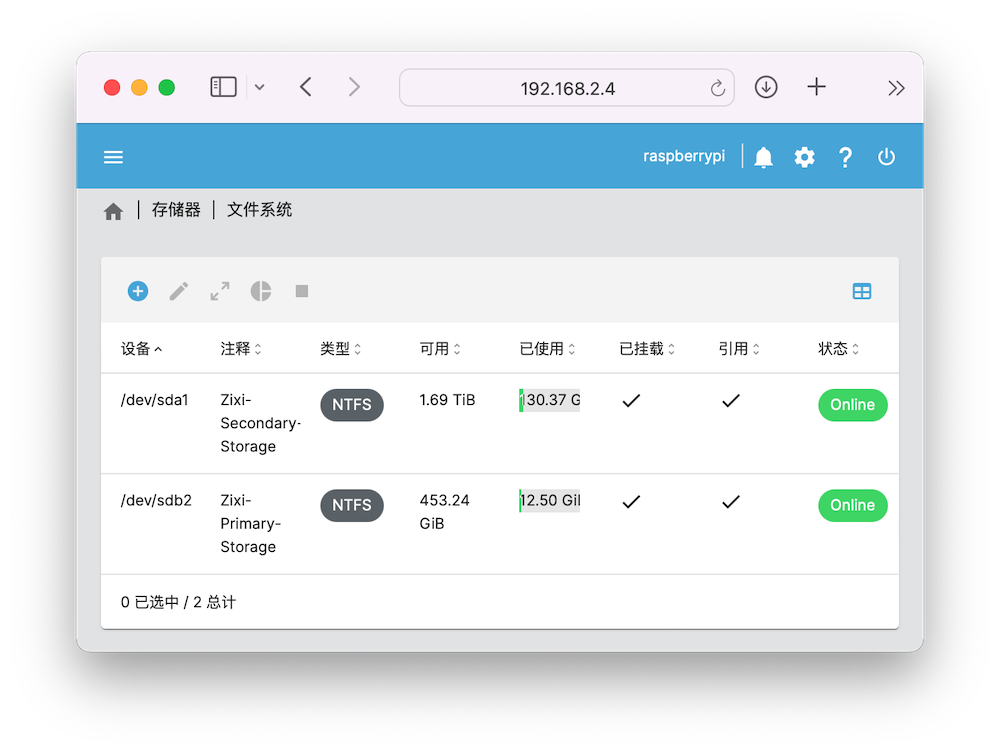 192.168.2.4
raspberrypi
存储器 | 文件系统
设备 注释 类型 可用 已使用 已挂载 引用 状态
/dev/sda1 Zixi-Secondary-Storage NTFS 1.69 TiB 130.37 G Online
/dev/sdb2 Zixi-Primary-Storage NTFS 453.24 GiB 12.50 Gi Online
0 已选中 / 2 总计